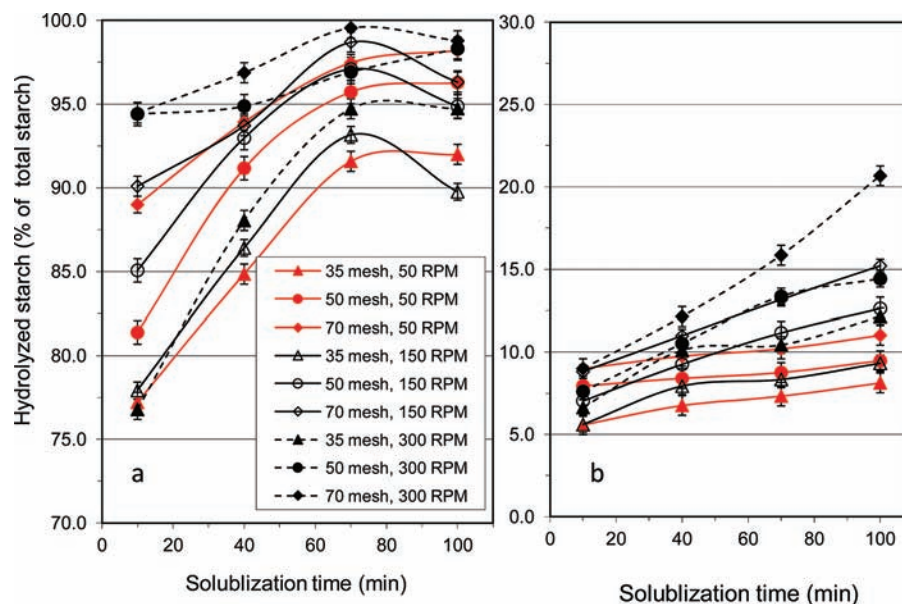 Hydrolyzed starch (% of total starch)
100.0
95.0
90.0
85.0
80.0
75.0
70.0
a
35 mesh, 50 RPM
50 mesh, 50 RPM
70 mesh, 50 RPM
35 mesh, 150 RPM
50 mesh, 150 RPM
70 mesh, 150 RPM
35 mesh, 300 RPM
50 mesh, 300 RPM
70 mesh, 300 RPM
0 20 40 60 80 100
Solublization time (min)
30.0
25.0
20.0
15.0
10.0
5.0
0.0
b
0 20 40 60 80 100
Solublization time (min)